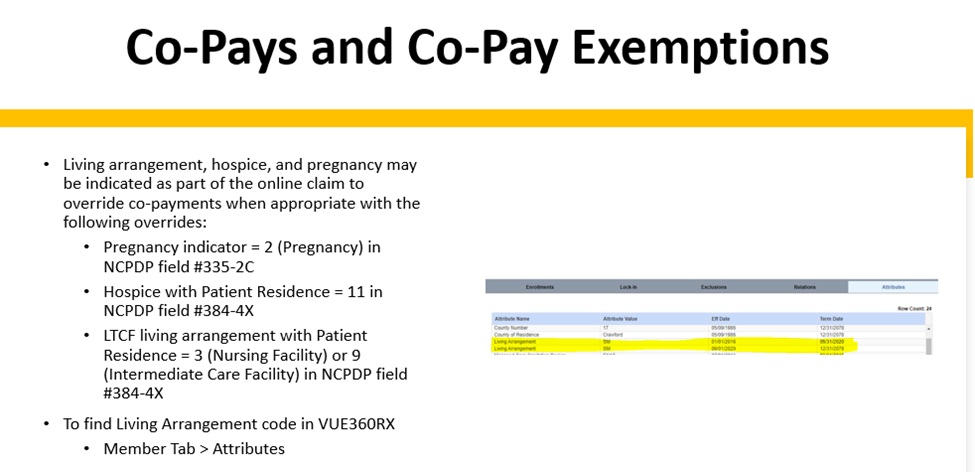 Co-Pays and Co-Pay Exemptions
• Living arrangement, hospice, and pregnancy may
be indicated as part of the online claim to
override co-payments when appropriate with the
following overrides:
• Pregnancy indicator = 2 (Pregnancy) in
NCPDP field #335-2C
• Hospice with Patient Residence = 11 in
NCPDP field #384-4X
• LTCF living arrangement with Patient
Residence = 3 (Nursing Facility) or 9
(Intermediate Care Facility) in NCPDP field
#384-4X
• To find Living Arrangement code in VUE360RX
• Member Tab > Attributes
Enrollments Lock-in Exclusions Relations Attributes
Row Count: 24
Attribute Name Attribute Value Eff Date Term Date
County Number 17 05/09/1986 12/31/2078
County of Residence Crawford 05/09/1986 12/31/2078
Living Arrangement 01/01/2016 05/31/2020
Living Arrangement 06/01/2020 12/31/2078